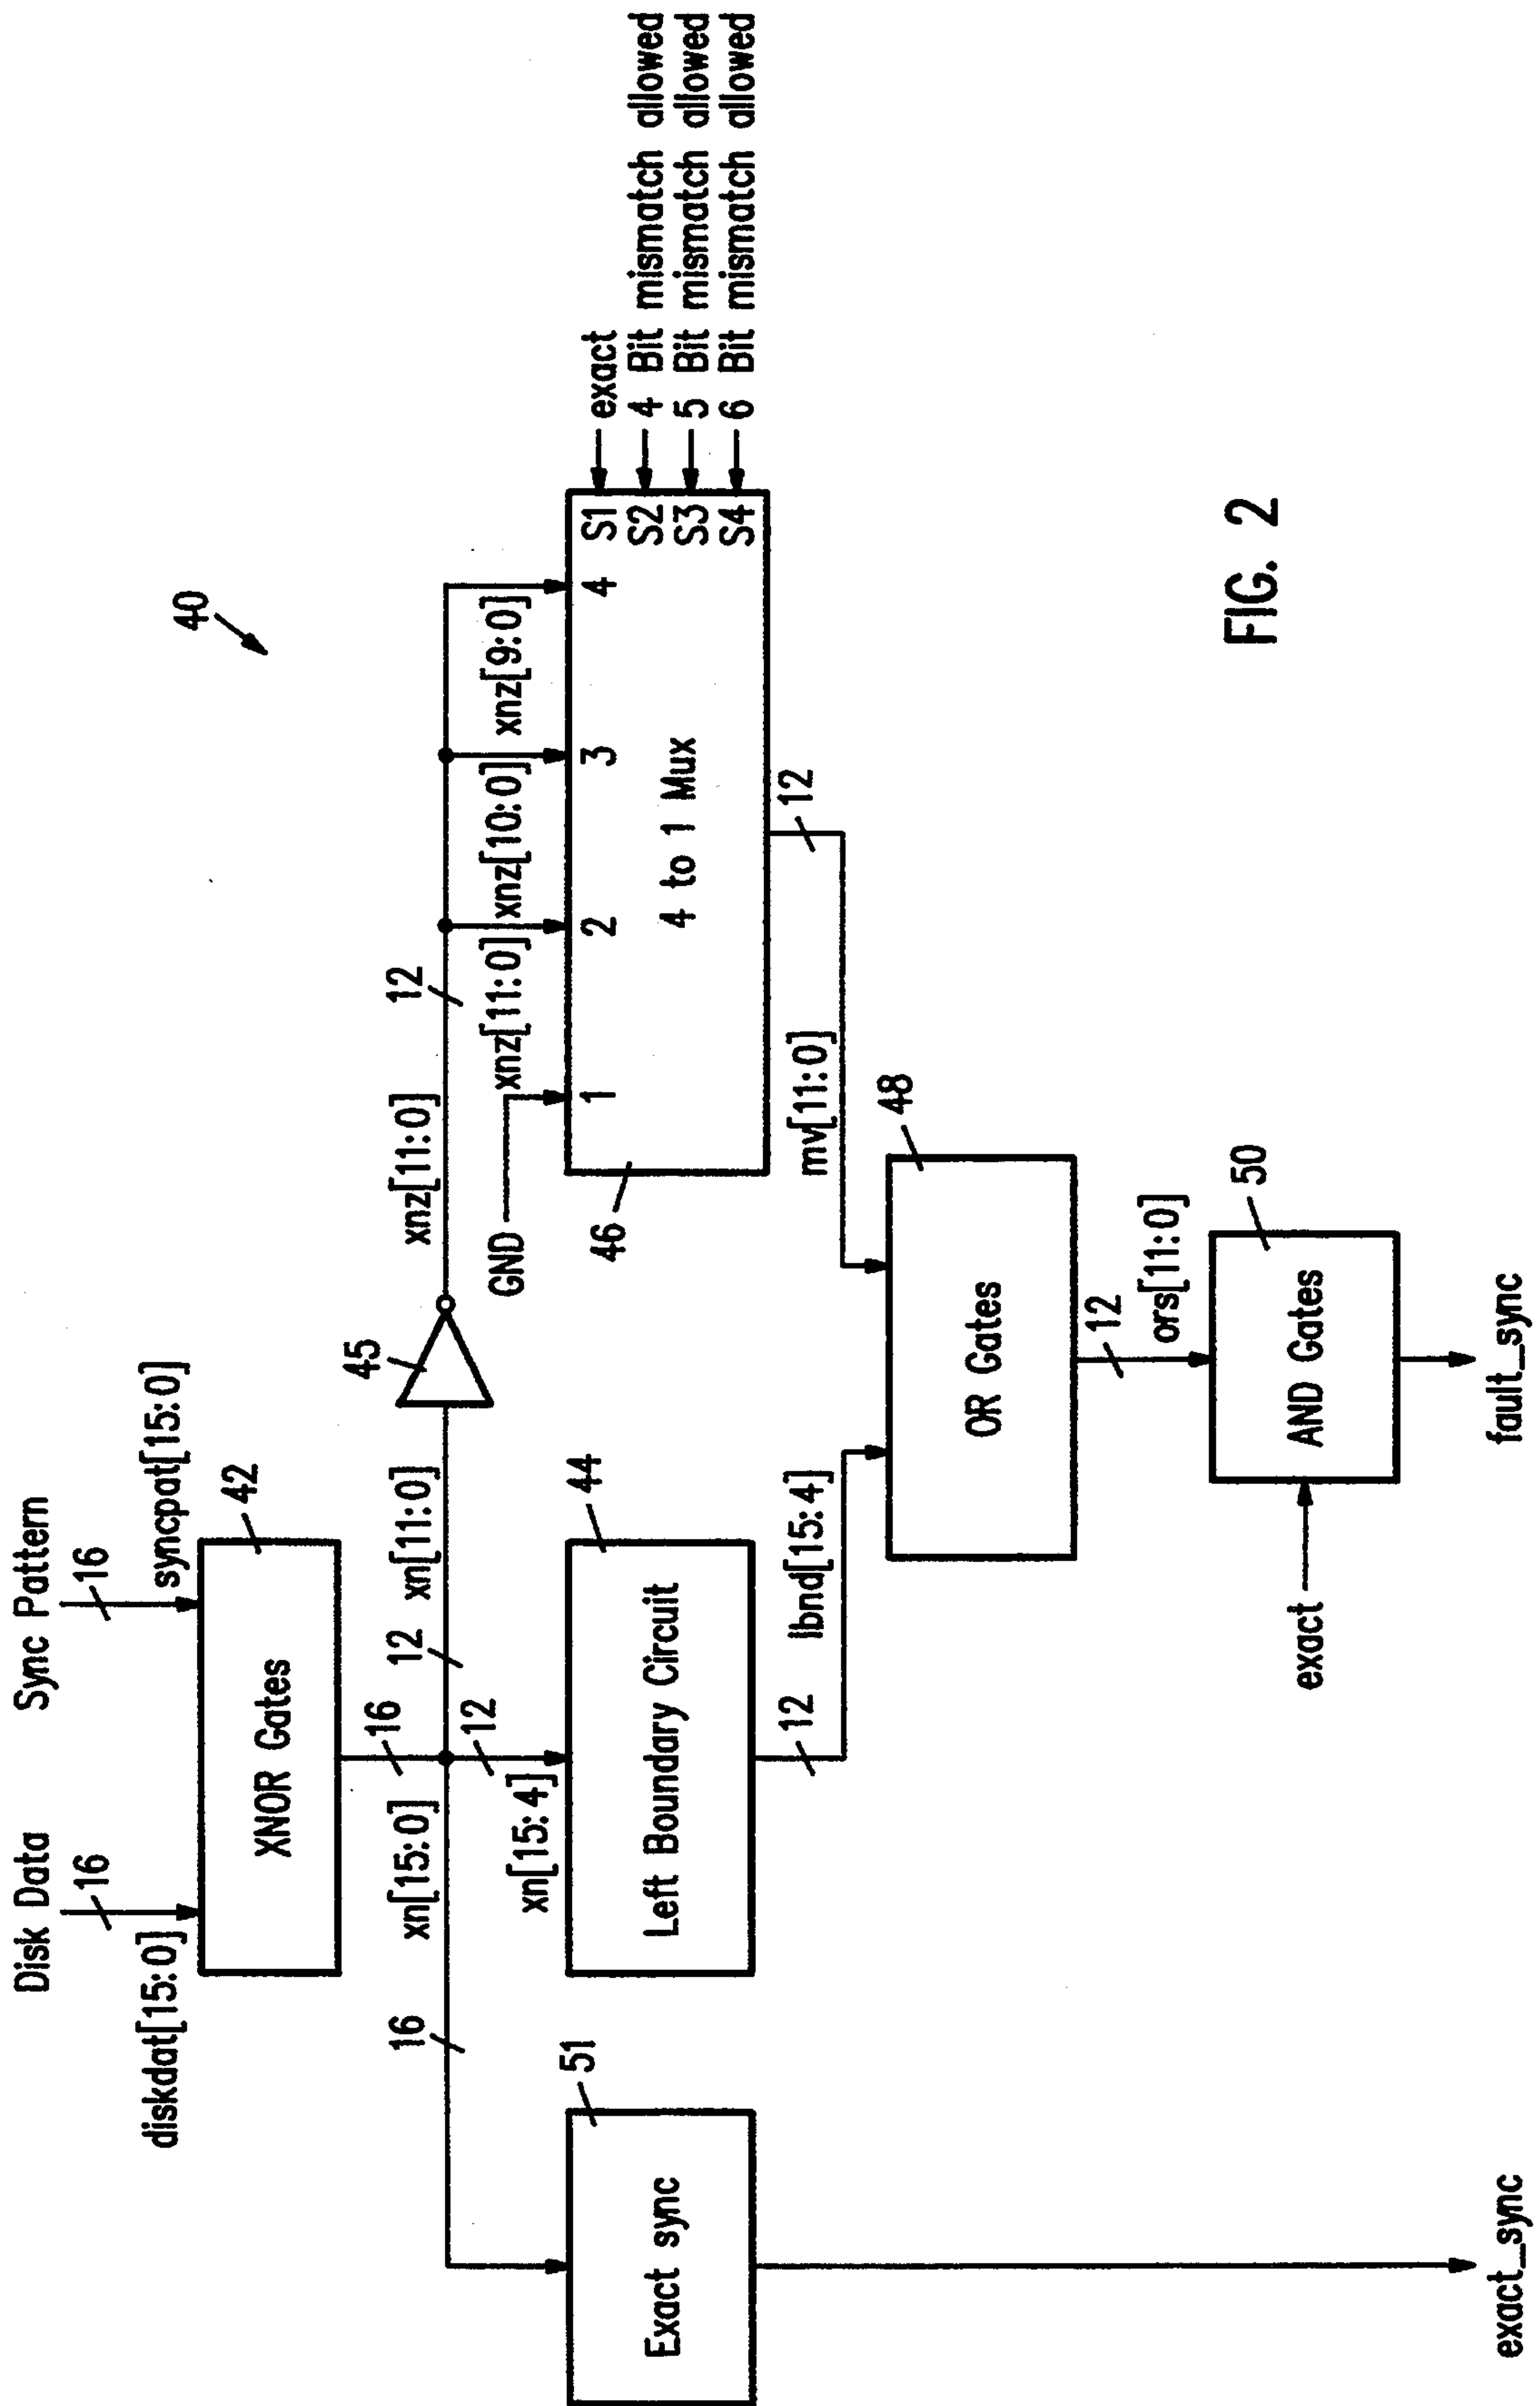 Disk Data
Sync Pattern
16
16
diskdat[15:0]
syncpat[15:0]
XNOR Gates
42
40
16
16
xn[15:0]
12
xn[15:4]
12
xn[11:0]
45
xnz[11:0]
12
GND
xnz[11:0]
xnz[10:0]
xnz[9:0]
Exact sync
51
Left Boundary Circuit
44
1
2
3
4
4 to 1 Mux
46
S1
S2
S3
S4
exact
4 Bit mismatch allowed
5 Bit mismatch allowed
6 Bit mismatch allowed
12
lbnd[15:4]
mv[11:0]
12
OR Gates
48
12
ors[11:0]
exact
AND Gates
50
exact_sync
fault_sync
FIG. 2